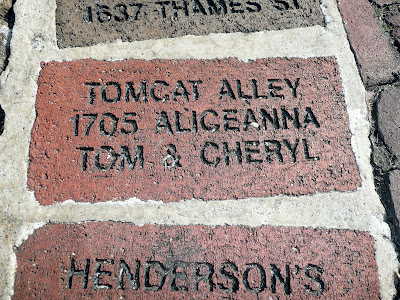 1637 THAMES ST.
TOMCAT ALLEY
1705 ALICEANNA
TOM & CHERYL
HENDERSON'S